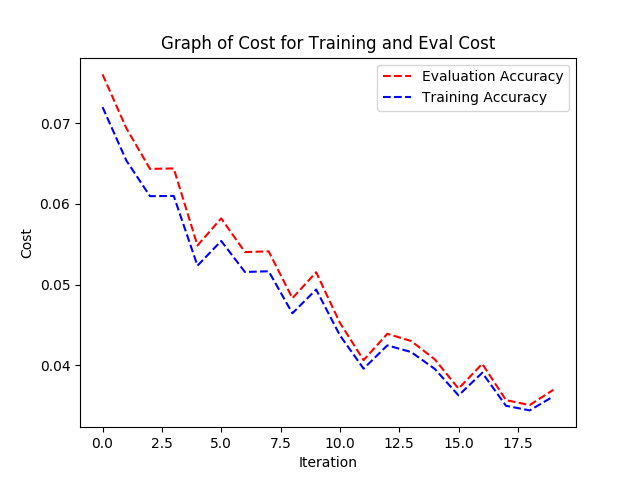 Graph of Cost for Training and Eval Cost
Evaluation Accuracy
Training Accuracy
Cost
0.07
0.06
0.05
0.04
0.0 2.5 5.0 7.5 10.0 12.5 15.0 17.5
Iteration